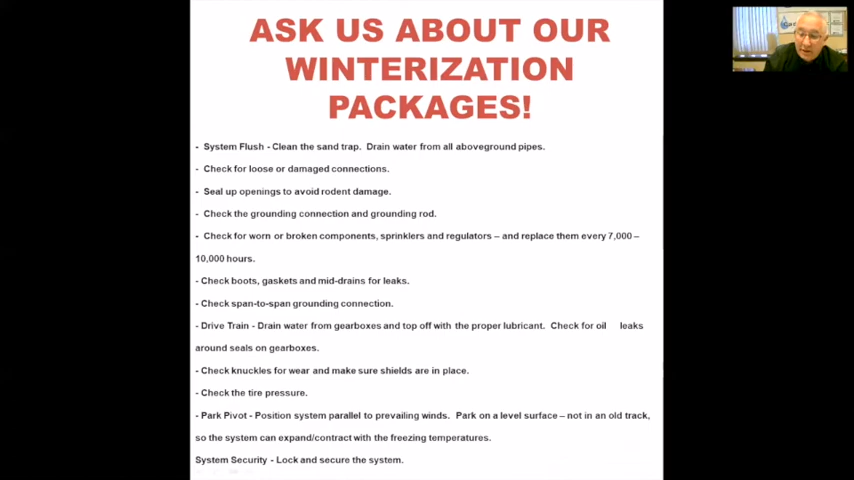 ASK US ABOUT OUR
WINTERIZATION
PACKAGES!
- System Flush - Clean the sand trap. Drain water from all aboveground pipes.
- Check for loose or damaged connections.
- Seal up openings to avoid rodent damage.
- Check the grounding connection and grounding rod.
- Check for worn or broken components, sprinklers and regulators – and replace them every 7,000 –
10,000 hours.
- Check boots, gaskets and mid-drains for leaks.
- Check span-to-span grounding connection.
- Drive Train - Drain water from gearboxes and top off with the proper lubricant. Check for oil leaks
around seals on gearboxes.
- Check knuckles for wear and make sure shields are in place.
- Check the tire pressure.
- Park Pivot - Position system parallel to prevailing winds. Park on a level surface – not in an old track,
so the system can expand/contract with the freezing temperatures.
System Security - Lock and secure the system.